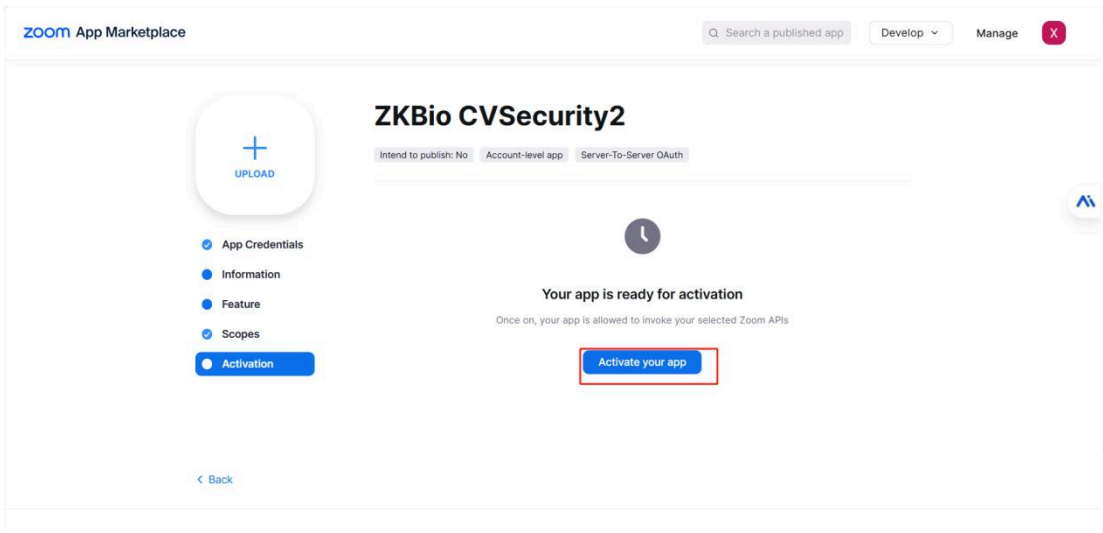 zoom App Marketplace
Search a published app
Develop
Manage
X
UPLOAD
ZKBio CVSecurity2
Intend to publish: No
Account-level app
Server-To-Server OAuth
App Credentials
Information
Feature
Scopes
Activation
Your app is ready for activation
Once on, your app is allowed to invoke your selected Zoom APIs
Activate your app
Back